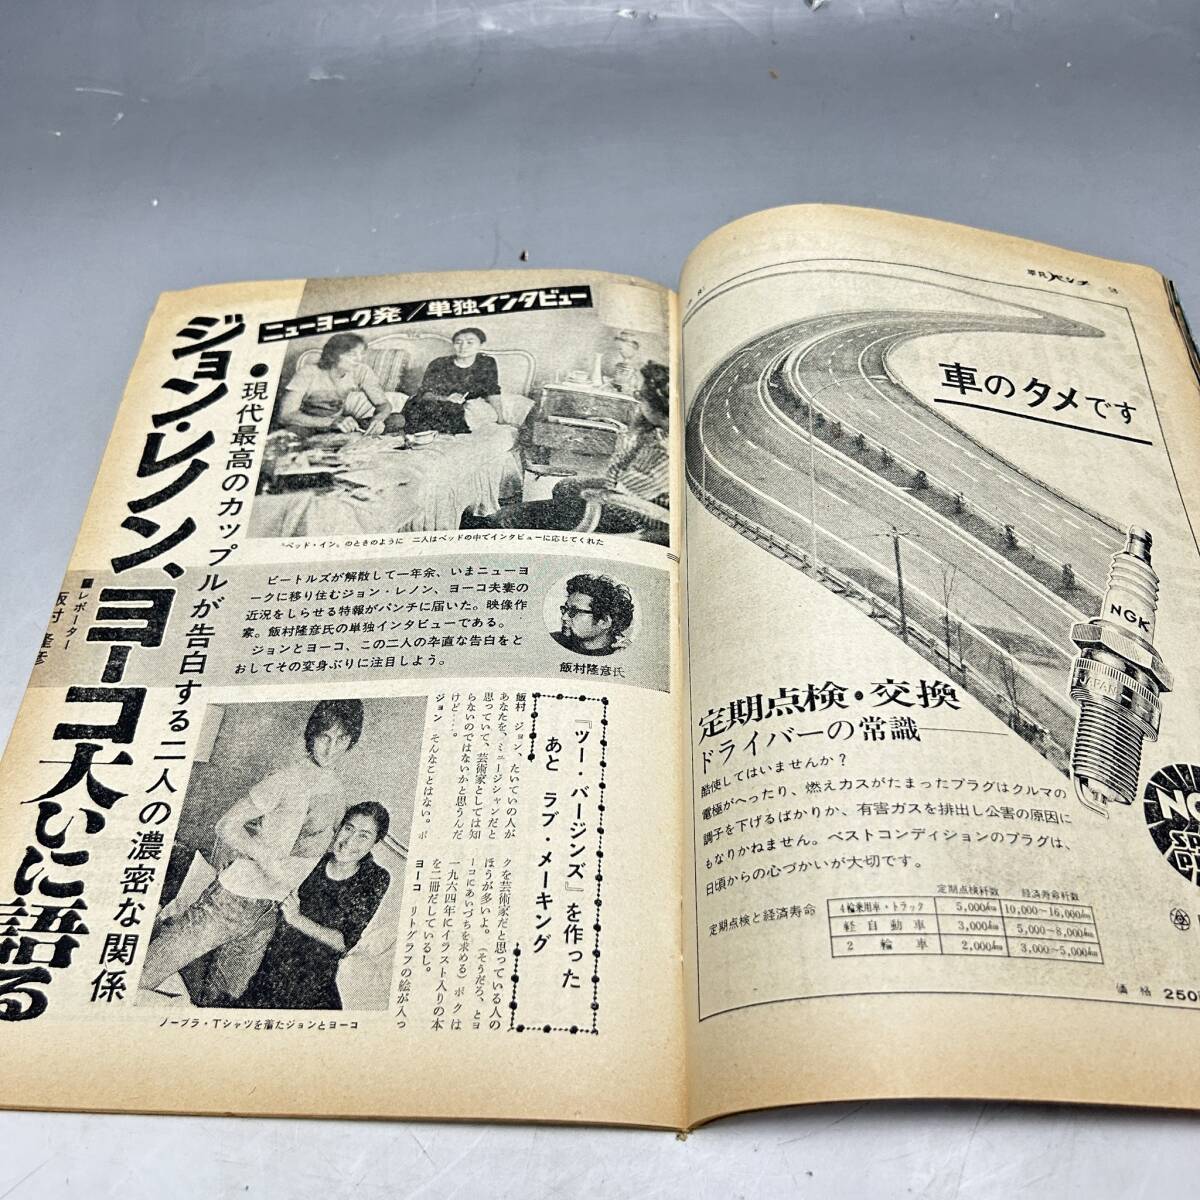 ニューヨーク発/単独インタビュー
ジョン・レノン、ヨーコ大いに語る
●現代最高のカップルが告白する二人の濃密な関係
■レポーター
飯村隆彦
“ベッド・イン〟のときのように 二人はベッドの中でインタビューに応じてくれた
ビートルズが解散して一年余、いまニューヨ
ークに移り住むジョン・レノン、ヨーコ夫妻の
近況をしらせる特報がパンチに届いた。映像作
家。飯村隆彦氏の単独インタビューである。
ジョンとヨーコ、この二人の率直な告白をと
おしてその変身ぶりに注目しよう。
飯村隆彦氏
『ツー・バージンズ』を作った
あと ラブ・メーキング
飯村 ジョン、たいていの人が
あなたを、ミュージシャンだと
思っていて、芸術家としては知
らないのではないかと思うんだ
けど…。
ジョン そんなことはない。ボ
クを芸術家だと思っている人の
ほうが多いよ。（そうだろ、とヨ
ーコにあいづちを求める）ボクは
一九六四年にイラスト入りの本
を二冊だしているし。
ヨーコ リトグラフの絵が入っ
ノーブラ・Tシャツを着たジョンとヨーコ
平凡パンチ 58
車のタメです
NGK
JAPAN
定期点検・交換
ドライバーの常識
酷使してはいませんか？
電極がへったり、燃えカスがたまったプラグはクルマの
調子を下げるばかりか、有害ガスを排出し公害の原因に
もなりかねません。ベストコンディションのプラグは、
日頃からの心づかいが大切です。
定期点検と経済寿命
定期点検杆数 経済寿命杆数
4輪乗用車・トラック 5,000km 10,000〜16,000km
軽自動車 3,000km 5,000〜8,000km
2輪車 2,000km 3,000〜5,000km
価格 250